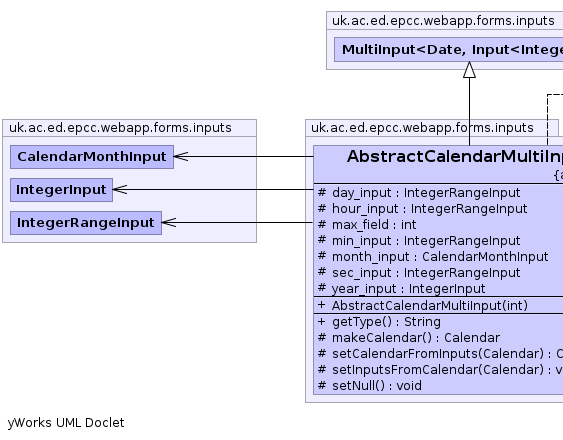 uk.ac.ed.epcc.webapp.forms.inputs
MultiInput<Date, Input<Intege
uk.ac.ed.epcc.webapp.forms.inputs
CalendarMonthInput
IntegerInput
IntegerRangeInput
uk.ac.ed.epcc.webapp.forms.inputs
AbstractCalendarMultiInp
{a
# day_input : IntegerRangeInput
# hour_input : IntegerRangeInput
# max_field : int
# min_input : IntegerRangeInput
# month_input : CalendarMonthInput
# sec_input : IntegerRangeInput
# year_input : IntegerInput
+ AbstractCalendarMultiInput(int)
+ getType() : String
# makeCalendar() : Calendar
# setCalendarFromInputs(Calendar) : C
# setInputsFromCalendar(Calendar) : v
# setNull() : void
yWorks UML Doclet